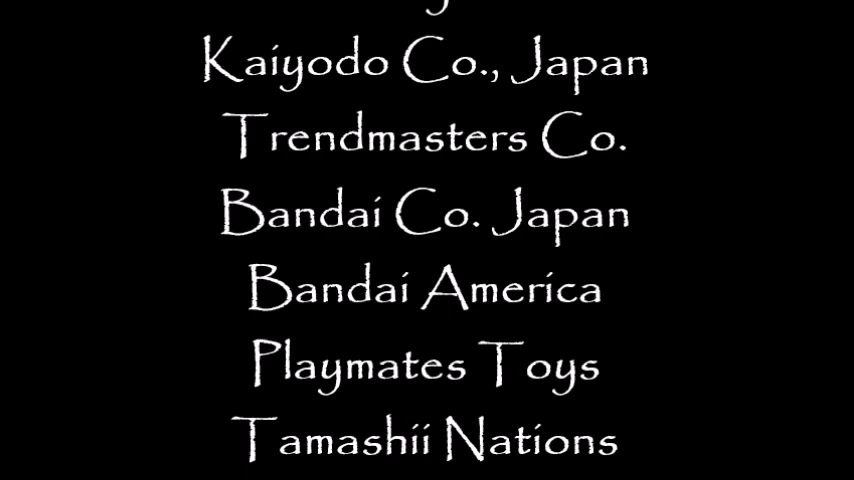 Kaiyodo Co., Japan
Trendmasters Co.
Bandai Co. Japan
Bandai America
Playmates Toys
Tamashii Nations